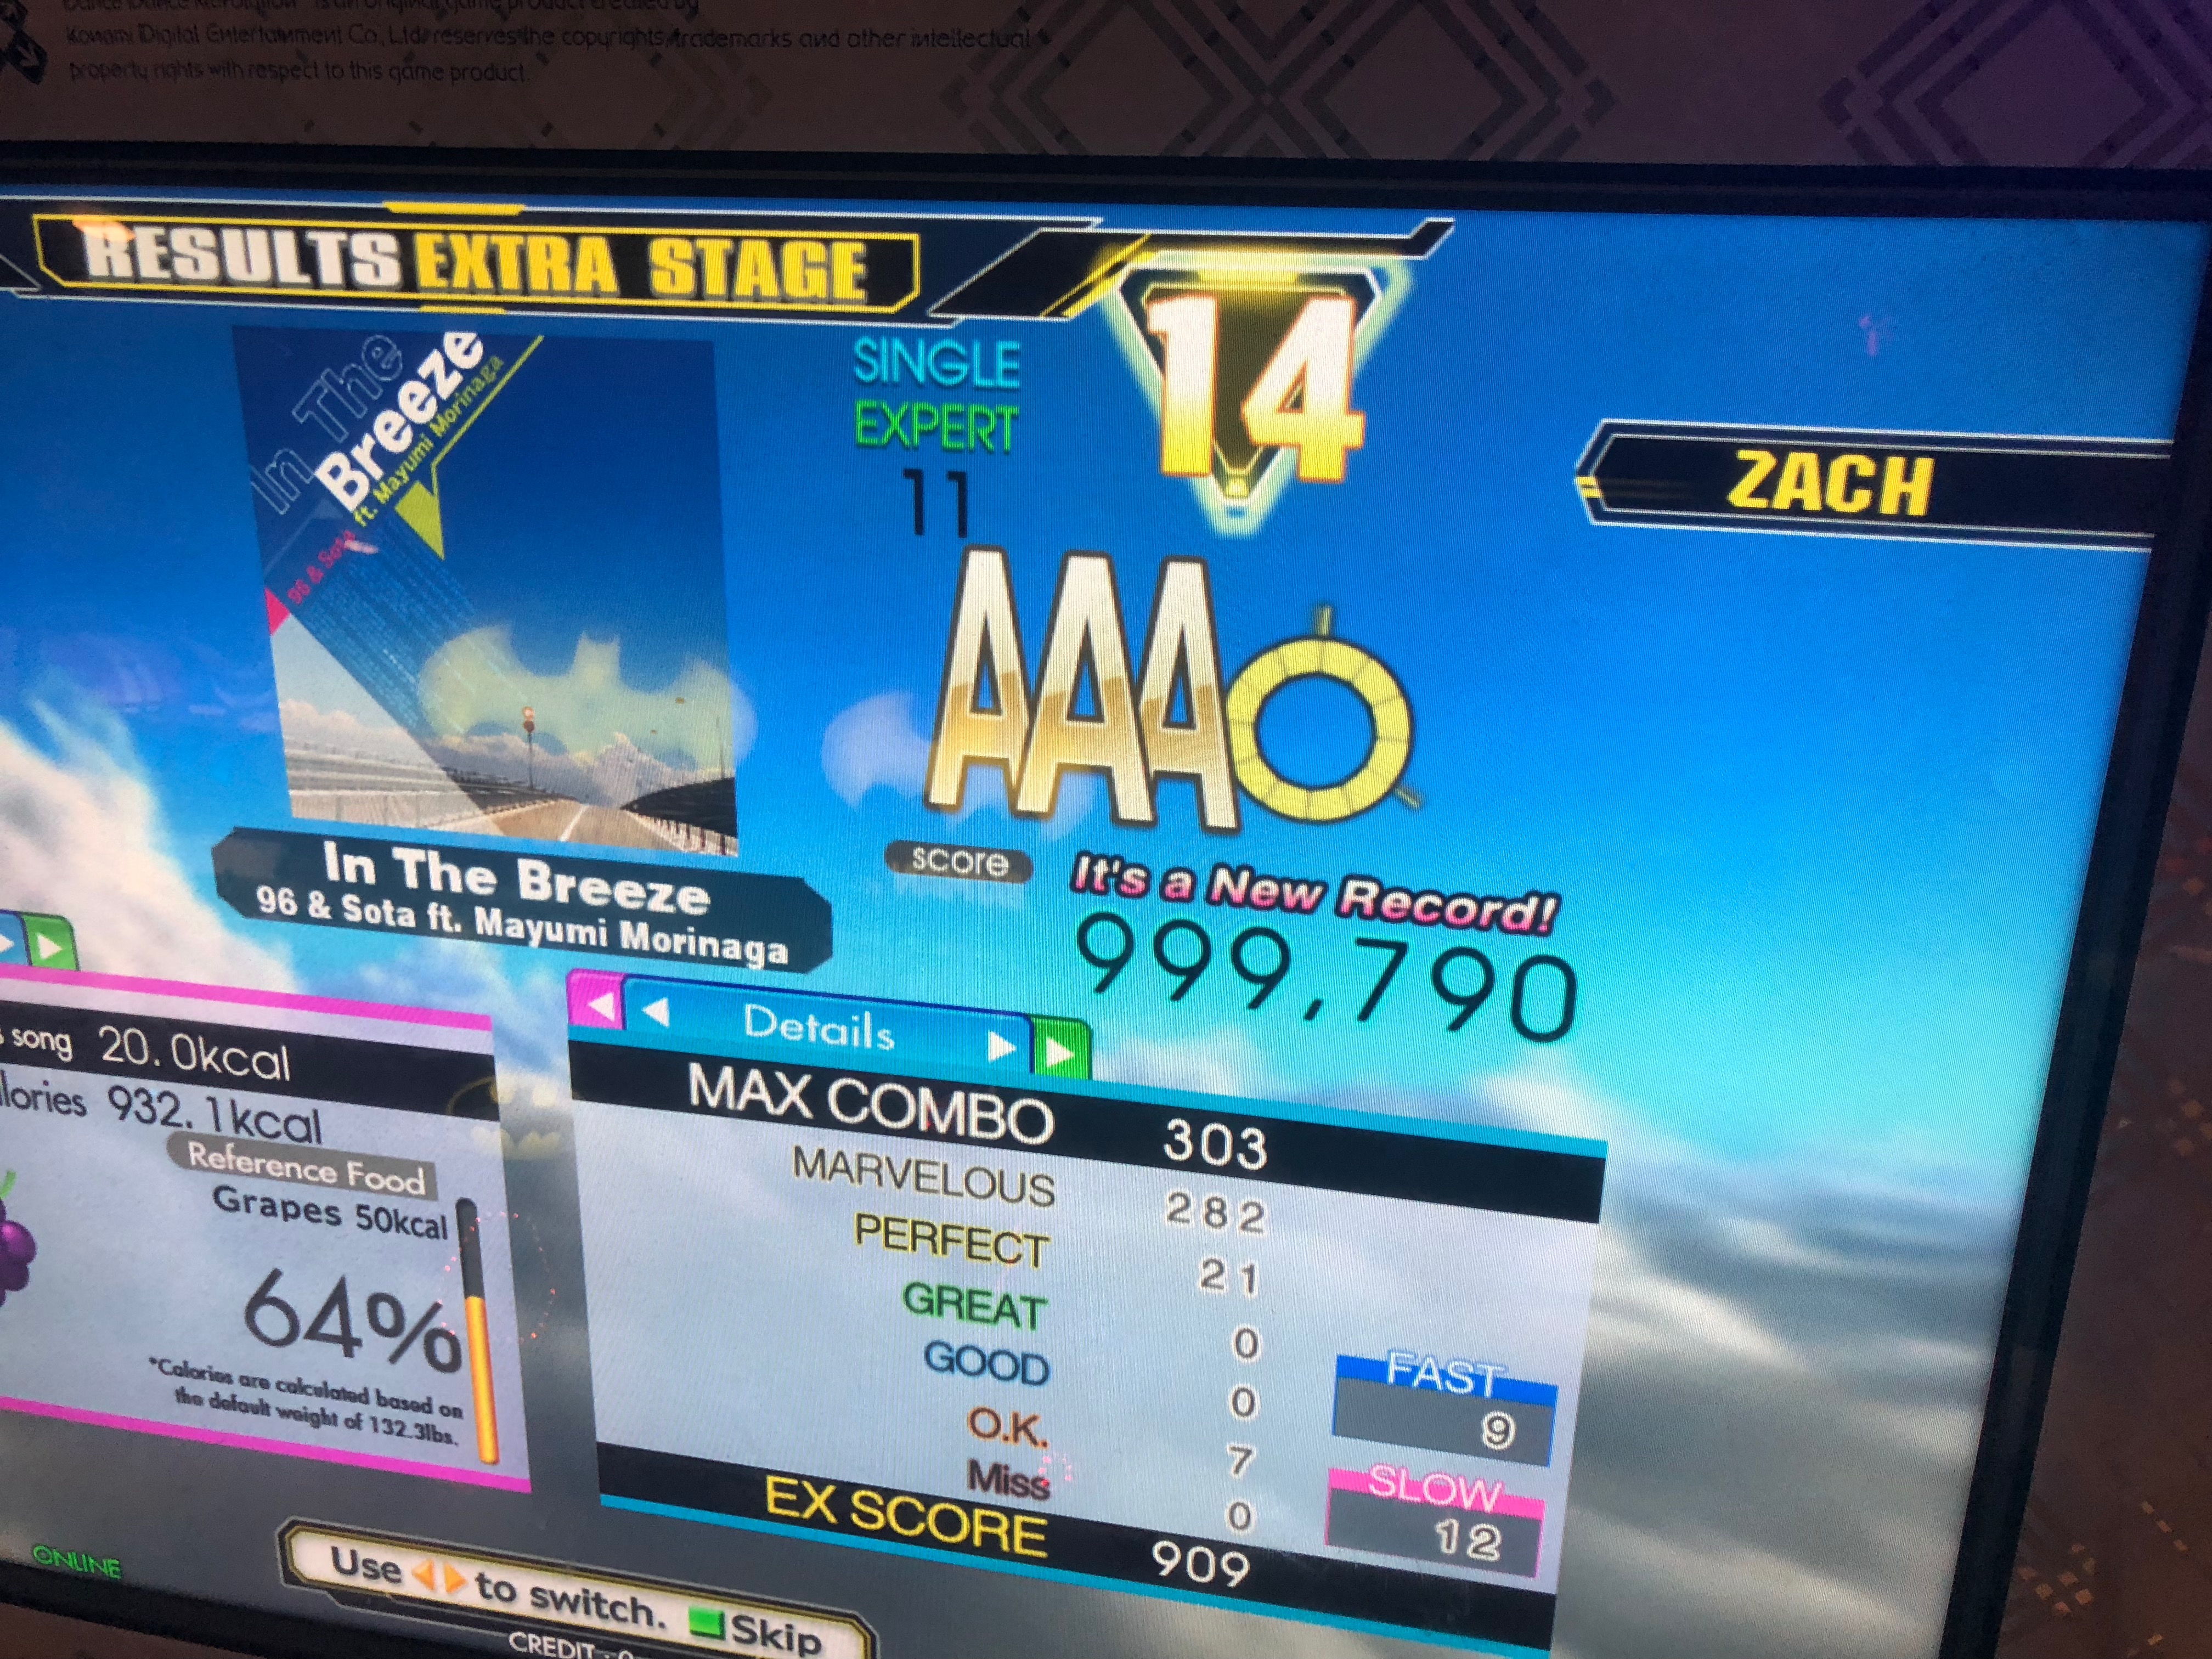 Konami Digital Entertainment Co., Ltd. reserves the copyrights, trademarks and other intellectual
property rights with respect to this game product.
RESULTS EXTRA STAGE
14
SINGLE
EXPERT
11
ZACH
In The
Breeze
ft. Mayumi Morinaga
96 & Sota
AAA
In The Breeze
96 & Sota ft. Mayumi Morinaga
score
It's a New Record!
999,790
song 20.0kcal
932.1kcal
Reference Food
Grapes 50kcal
64%
*Calories are calculated based on
the default weight of 132.3lbs.
Details
MAX COMBO 303
MARVELOUS 282
PERFECT 21
GREAT 0
GOOD 0
O.K. 7
Miss 0
EX SCORE 909
FAST
9
SLOW
12
ONLINE
Use to switch. Skip
CREDIT